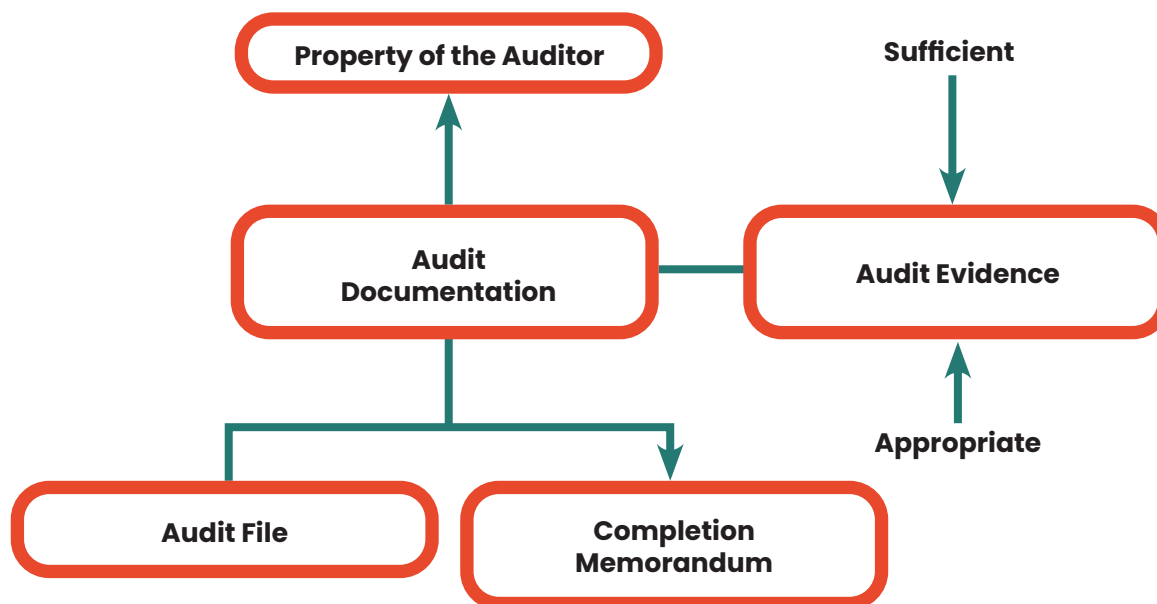 Property of the Auditor
Sufficient
Audit
Documentation
Audit Evidence
Appropriate
Audit File
Completion
Memorandum